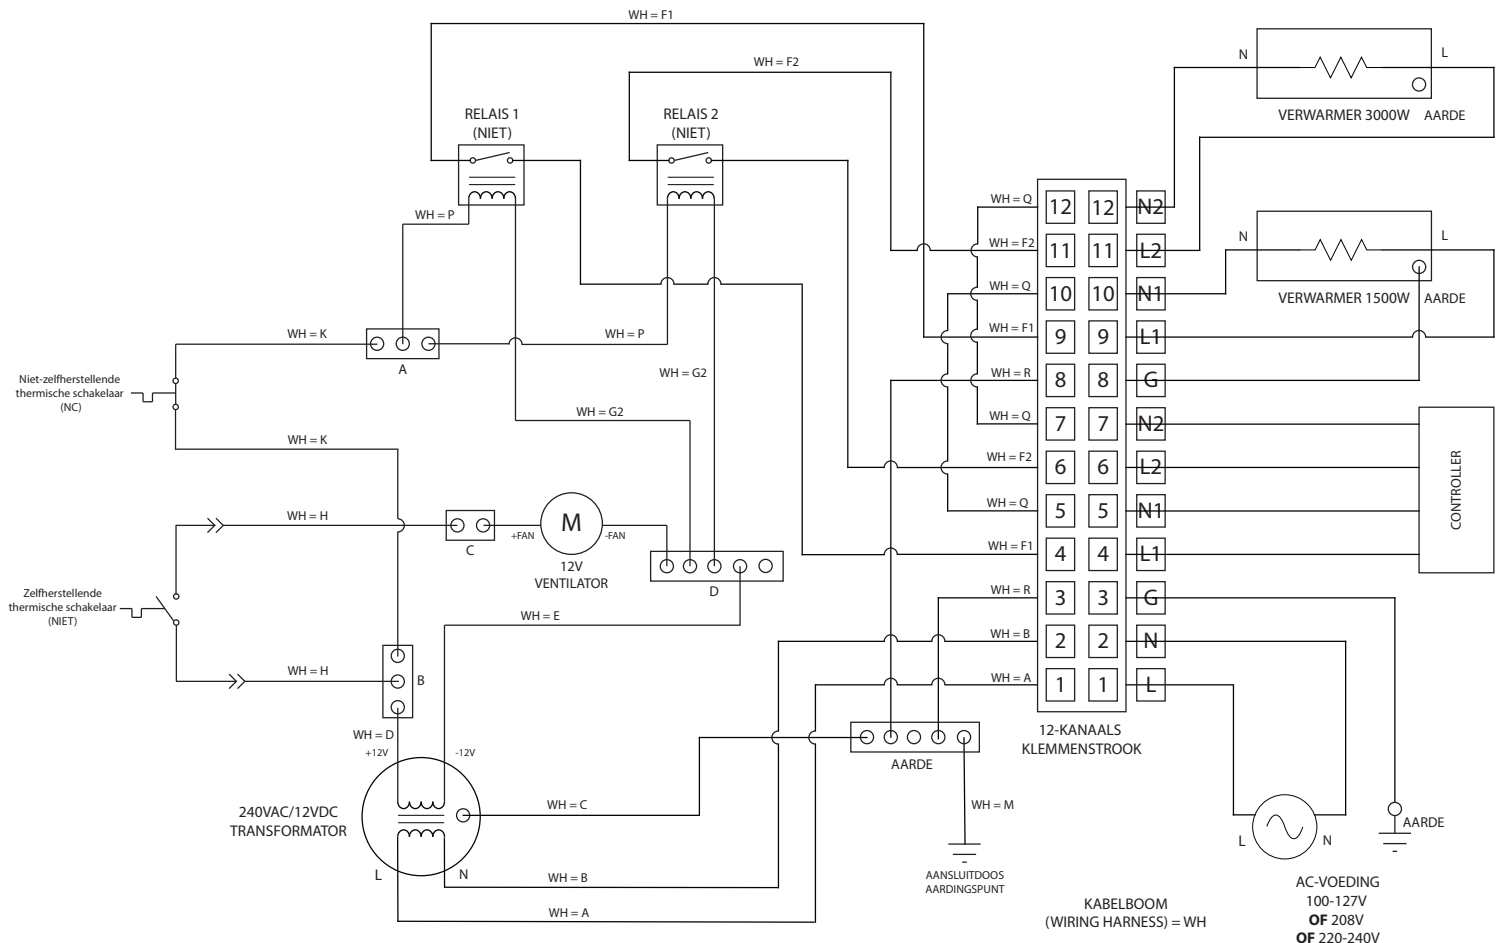 WH = F1
WH = F2
RELAIS 1
(NIET)
RELAIS 2
(NIET)
WH = P
WH = K
A
WH = P
WH = G2
WH = G2
Niet-zelfherstellende
thermische schakelaar
(NC)
WH = K
WH = H
C
+FAN
M
-FAN
12V
VENTILATOR
D
Zelfherstellende
thermische schakelaar
(NIET)
WH = E
WH = H
B
WH = D
+12V
-12V
240VAC/12VDC
TRANSFORMATOR
L
N
WH = C
WH = B
WH = A
AARDE
WH = M
AANSLUITDOOS
AARDINGSPUNT
WH = Q 12 12 N2
WH = F2 11 11 L2
WH = Q 10 10 N1
WH = F1 9 9 L1
WH = R 8 8 G
WH = Q 7 7 N2
WH = F2 6 6 L2
WH = Q 5 5 N1
WH = F1 4 4 L1
WH = R 3 3 G
WH = B 2 2 N
WH = A 1 1 L
12-KANAALS
KLEMMENSTROOK
N
L
VERWARMER 3000W AARDE
N
L
VERWARMER 1500W AARDE
CONTROLLER
L
N
AARDE
AC-VOEDING
100-127V
OF 208V
OF 220-240V
KABELBOOM
(WIRING HARNESS) = WH